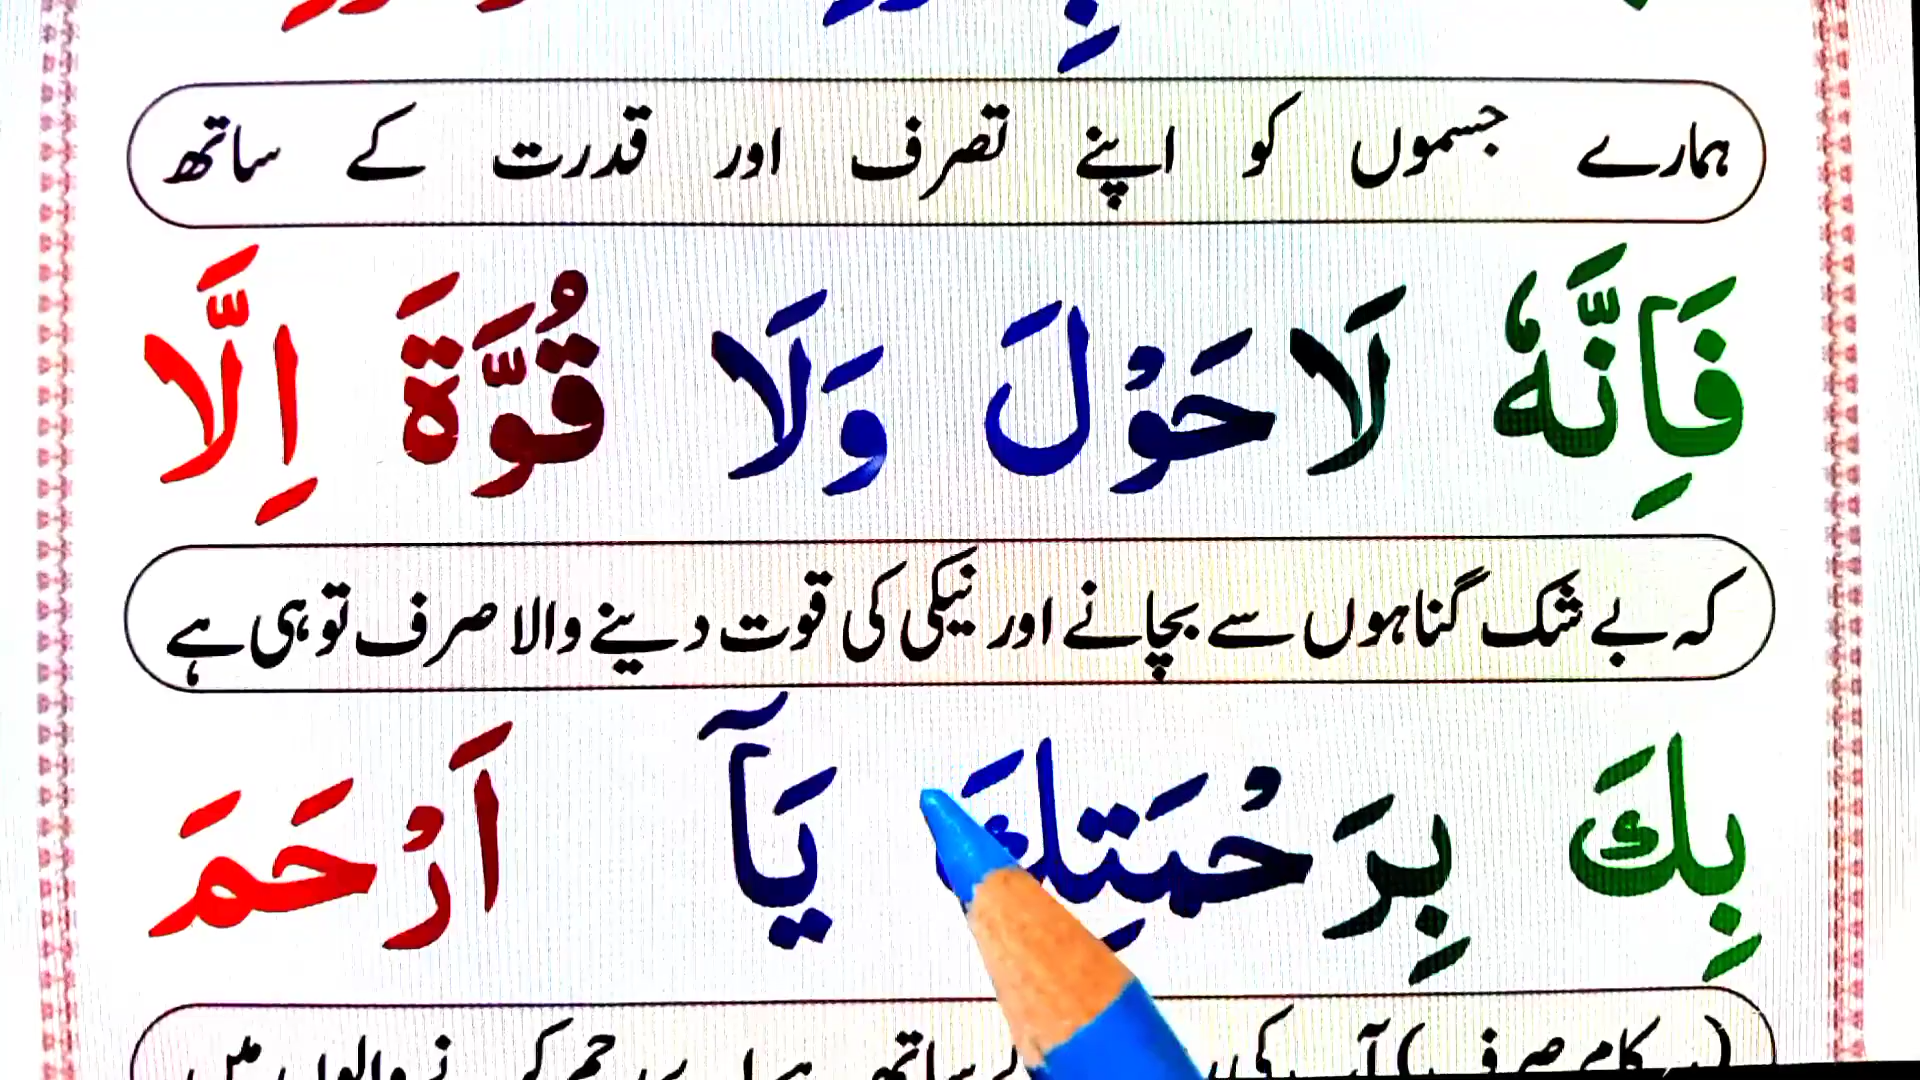 ہمارے جسموں کو اپنے تصرف اور قدرت کے ساتھ
فَاِنَّهٗ لَا حَوْلَ وَلَا قُوَّةَ اِلَّا
کہ بے شک گناہوں سے بچانے اور نیکی کی قوت دینے والا صرف تو ہی ہے
بِكَ بِرَحْمَتِكَ يَآ اَرْحَمَ